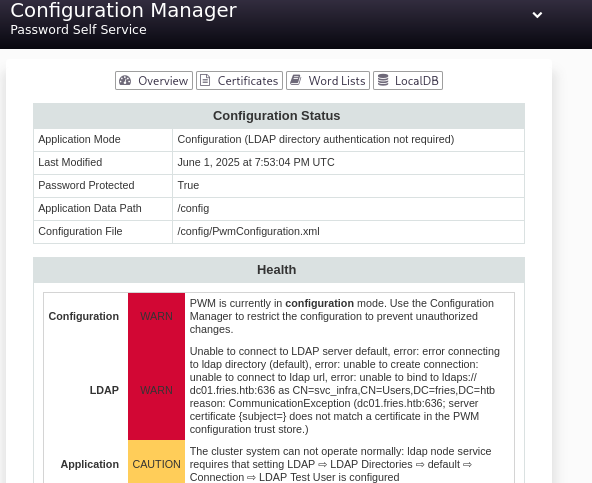 Configuration Manager
Password Self Service
Overview Certificates Word Lists LocalDB
Configuration Status
Application Mode Configuration (LDAP directory authentication not required)
Last Modified June 1, 2025 at 7:53:04 PM UTC
Password Protected True
Application Data Path /config
Configuration File /config/PwmConfiguration.xml
Health
Configuration WARN PWM is currently in configuration mode. Use the Configuration
Manager to restrict the configuration to prevent unauthorized
changes.
LDAP WARN Unable to connect to LDAP server default, error: error connecting
to ldap directory (default), error: unable to create connection:
unable to connect to ldap url, error: unable to bind to ldaps://
dc01.fries.htb:636 as CN=svc_infra,CN=Users,DC=fries,DC=htb
reason: CommunicationException (dc01.fries.htb:636; server
certificate {subject=} does not match a certificate in the PWM
configuration trust store.)
Application CAUTION The cluster system can not operate normally: ldap node service
requires that setting LDAP ⇨ LDAP Directories ⇨ default ⇨
Connection ⇨ LDAP Test User is configured